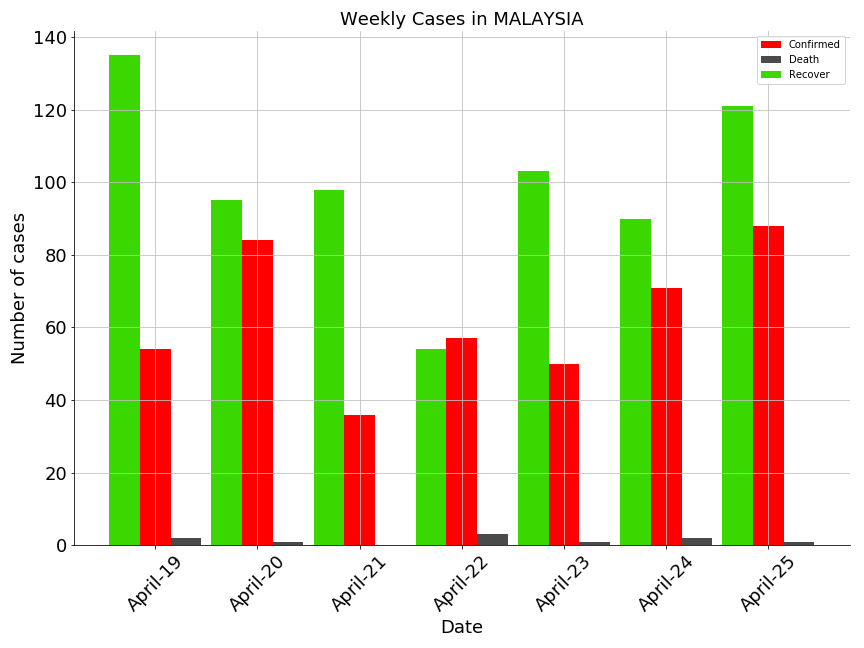 Weekly Cases in MALAYSIA
Confirmed
Death
Recover
Number of cases
140
120
100
80
60
40
20
0
April-19
April-20
April-21
April-22
April-23
April-24
April-25
Date